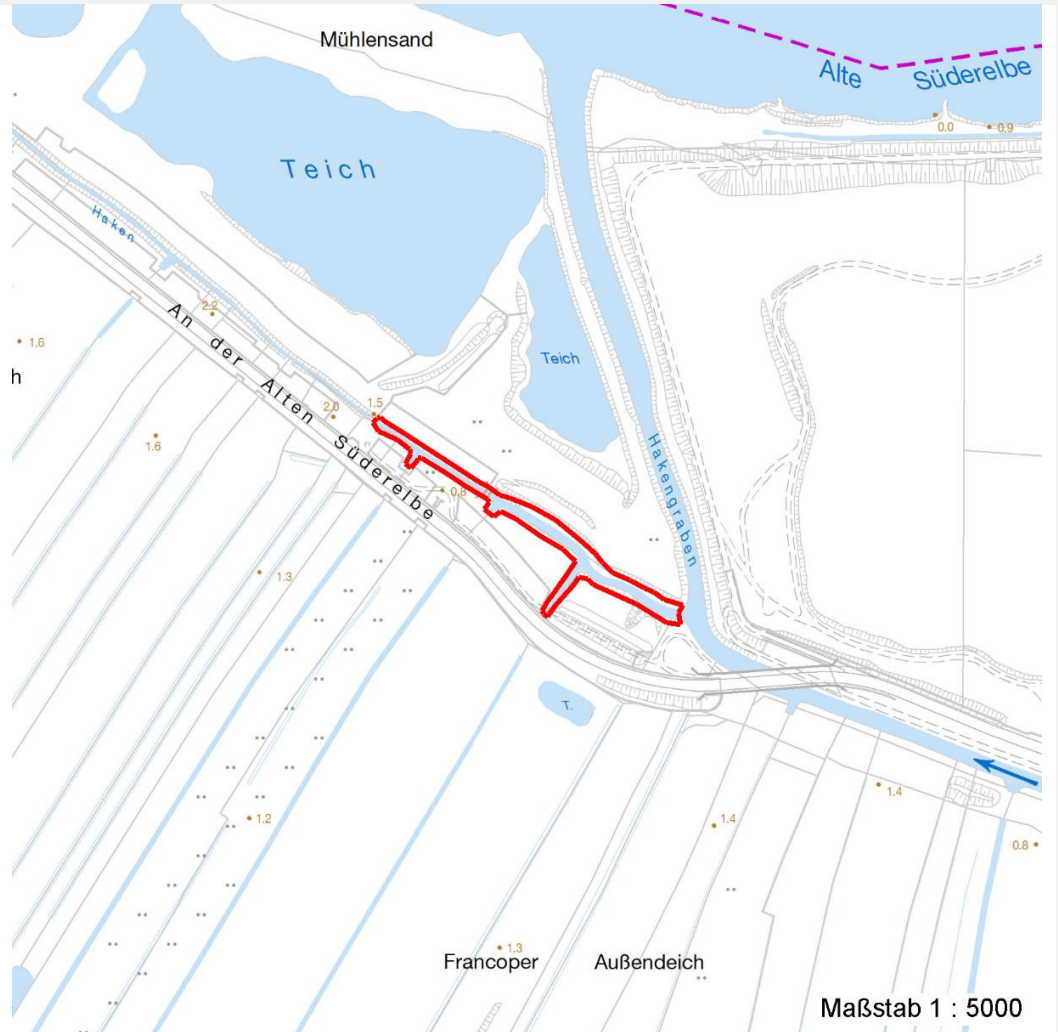 Mühlensand
Alte Süderelbe
0.0
0.9
Teich
Haken
2.2
An der Alten Süderelbe
1.6
h
Teich
2.0
1.5
1.6
0.8
Hakengraben
1.3
T.
1.4
1.2
1.4
0.8
1.3
Francoper Außendeich
Maßstab 1 : 5000